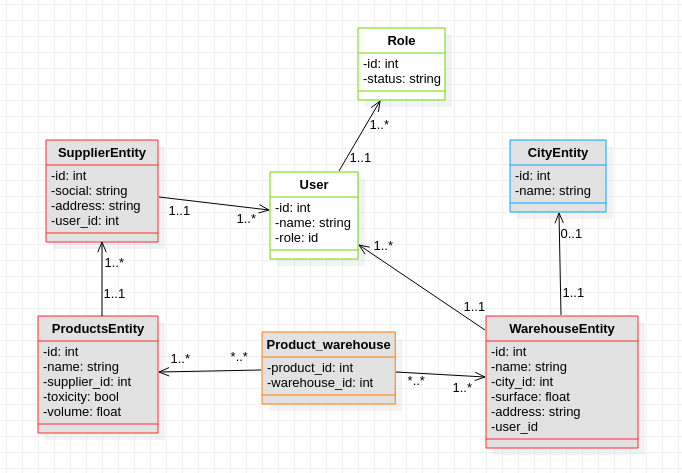 Role
-id: int
-status: string
1..*
1..1
SupplierEntity
-id: int
-social: string
-address: string
-user_id: int
1..1
1..*
User
-id: int
-name: string
-role: id
CityEntity
-id: int
-name: string
0..1
1..1
1..*
1..1
1..*
1..1
ProductsEntity
-id: int
-name: string
-supplier_id: int
-toxicity: bool
-volume: float
1..*
*..*
Product_warehouse
-product_id: int
-warehouse_id: int
*..*
1..*
WarehouseEntity
-id: int
-name: string
-city_id: int
-surface: float
-address: string
-user_id